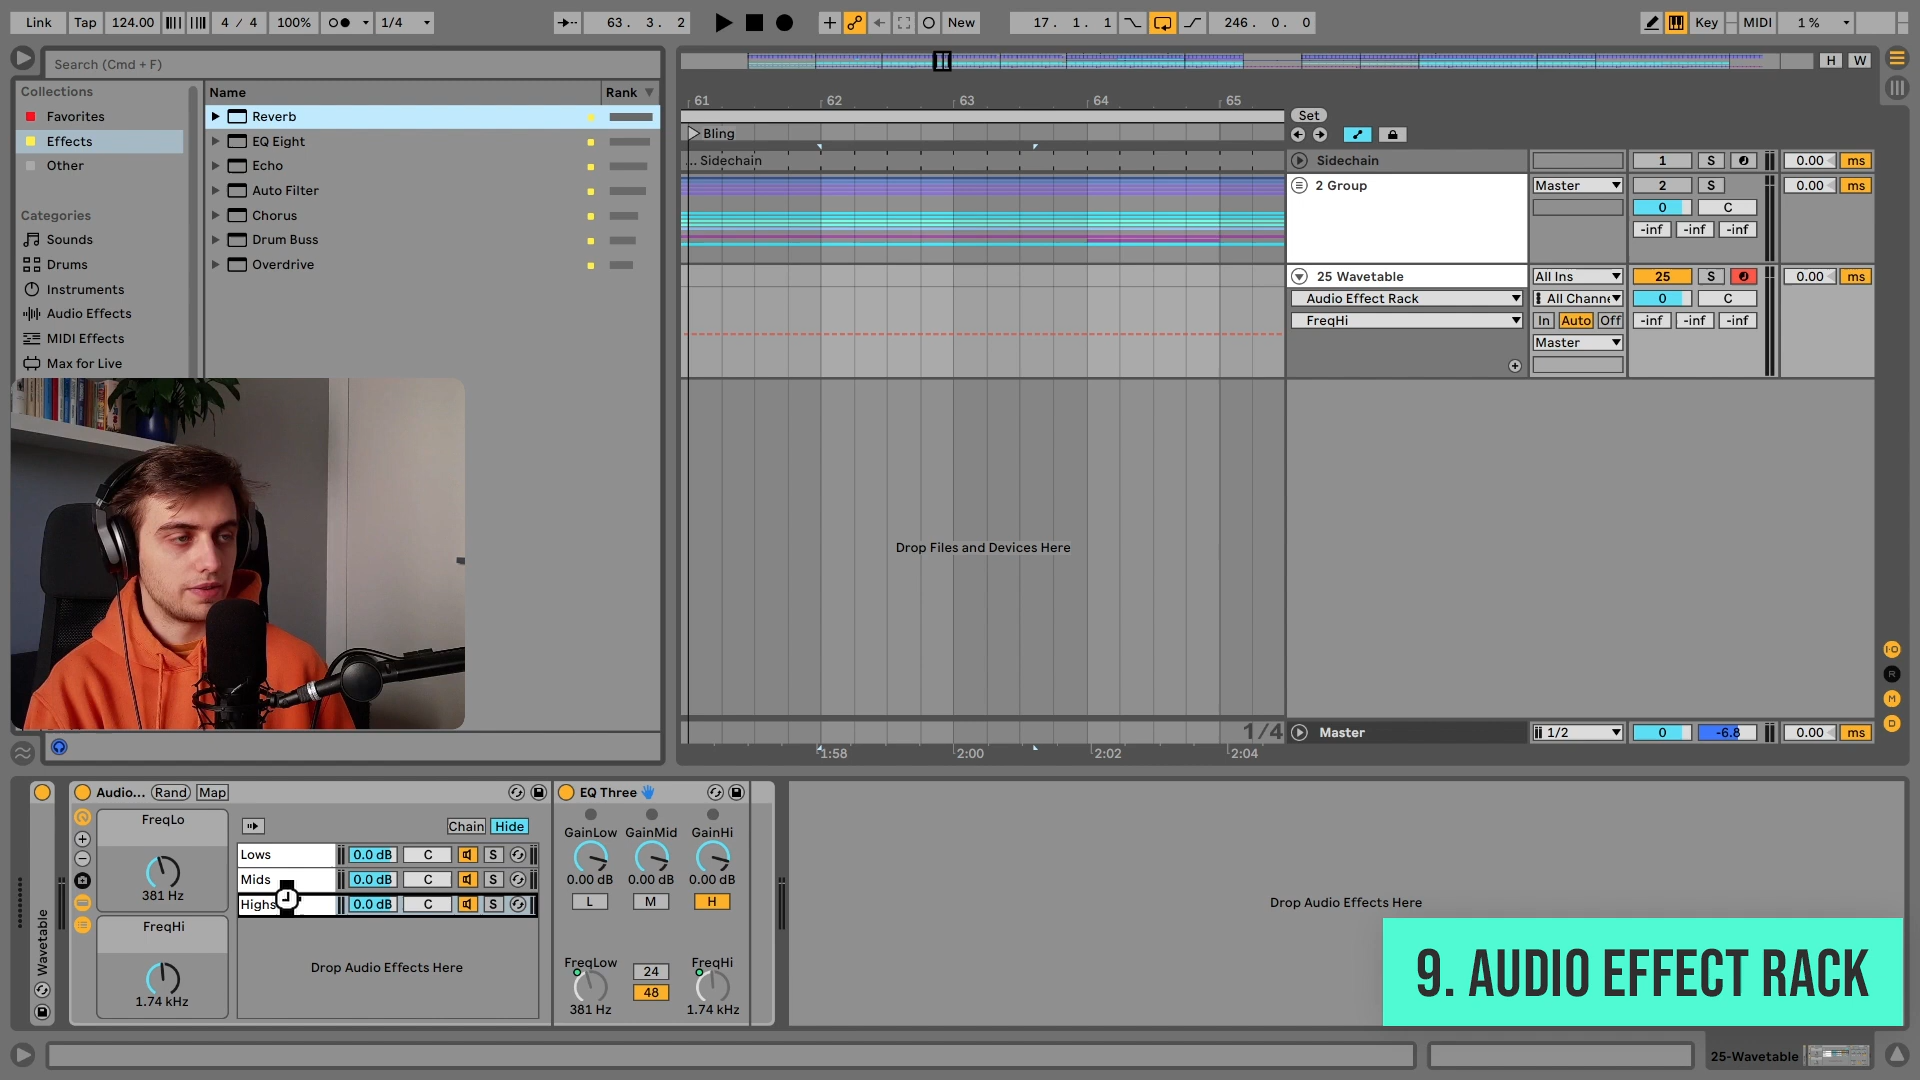 Link Tap 124.00 4 / 4 100% 1/4 63. 3. 2 New 17. 1. 1 246. 0. 0 Key MIDI 1 %
Search (Cmd + F)
H W
Collections
Favorites
Effects
Other
Categories
Sounds
Drums
Instruments
Audio Effects
MIDI Effects
Max for Live
Name Rank
Reverb
EQ Eight
Echo
Auto Filter
Chorus
Drum Buss
Overdrive
61 62 63 64 65
Set
Bling
... Sidechain
Sidechain 1 S 0.00 ms
2 Group Master 2 S 0.00 ms
0 C
-inf -inf -inf
25 Wavetable All Ins 25 S 0.00 ms
Audio Effect Rack All Channe 0 C
FreqHi In Auto Off -inf -inf -inf
Master
Drop Files and Devices Here
1/4
Master 1/2 0 -6.8 0.00 ms
1:58 2:00 2:02 2:04
I·O
R
M
D
Wavetable
Audio... Rand Map
FreqLo
381 Hz
FreqHi
1.74 kHz
Chain Hide
Lows 0.0 dB C S
Mids 0.0 dB C S
Highs 0.0 dB C S
Drop Audio Effects Here
EQ Three
GainLow GainMid GainHi
0.00 dB 0.00 dB 0.00 dB
L M H
FreqLow 24 FreqHi
48
381 Hz 1.74 kHz
Drop Audio Effects Here
9. AUDIO EFFECT RACK
25-Wavetable